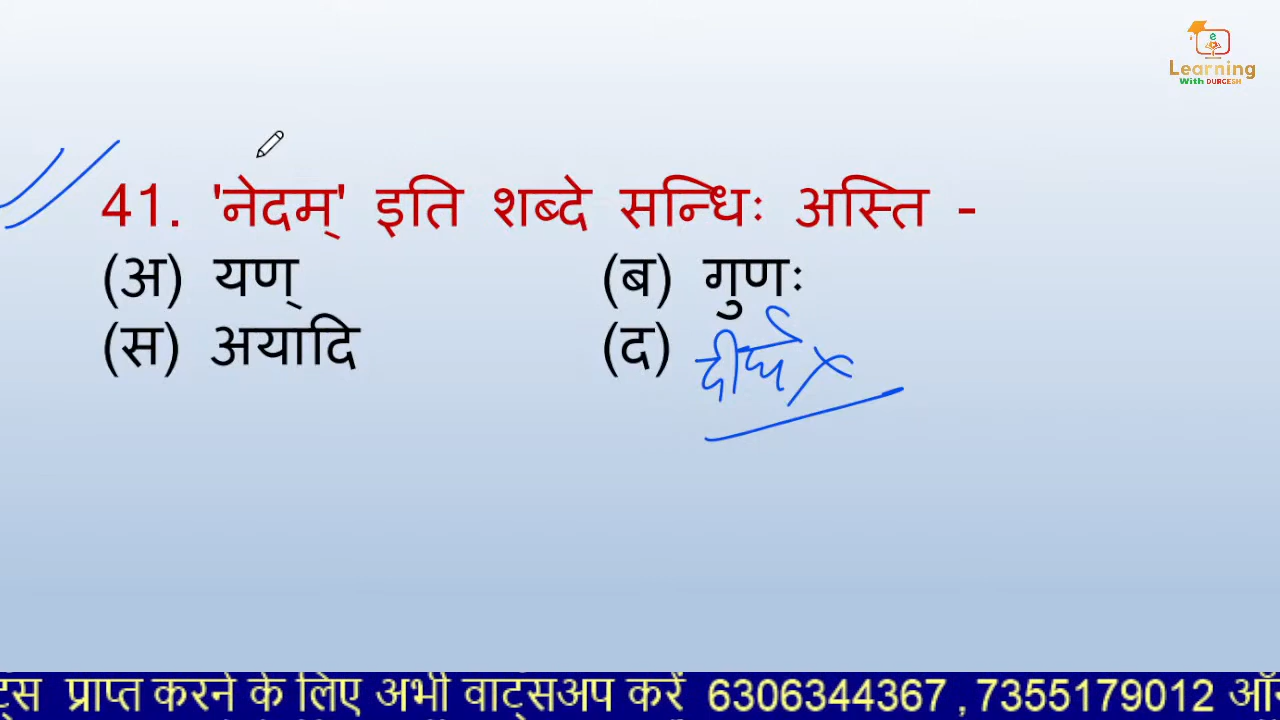 e
Learning
With DURGESH
41. 'नेदम्' इति शब्दे सन्धिः अस्ति -
(अ) यण् (ब) गुणः
(स) अयादि (द) दीर्घ
प्राप्त करने के लिए अभी वाट्सअप करें 6306344367 , 7355179012